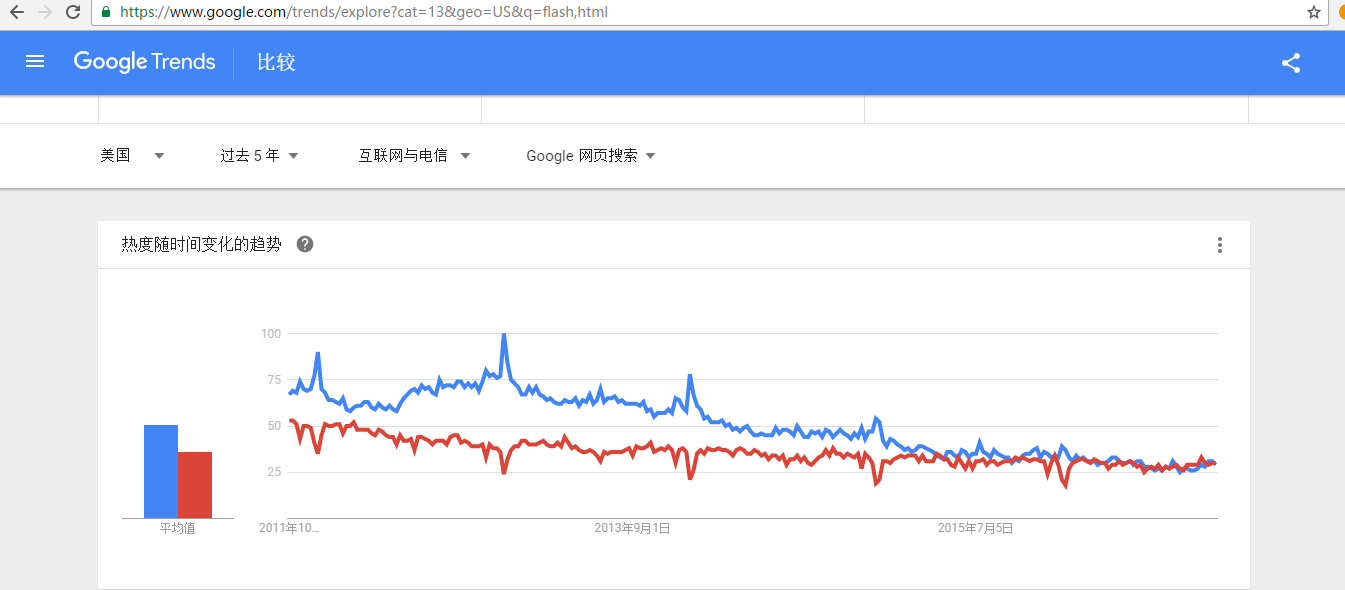 https://www.google.com/trends/explore?cat=13&geo=US&q=flash,html
Google Trends 比较
美国 过去 5 年 互联网与电信 Google 网页搜索
热度随时间变化的趋势 ?
100
75
50
25
平均值 2011年10... 2013年9月1日 2015年7月5日